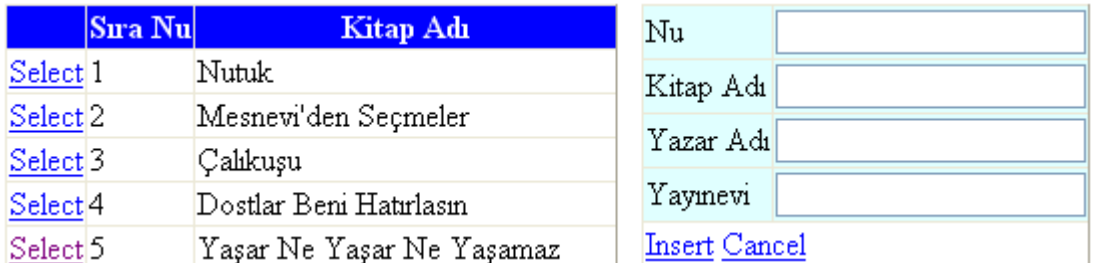 Sıra Nu Kitap Adı
Select 1 Nutuk
Select 2 Mesnevi'den Seçmeler
Select 3 Çalıkuşu
Select 4 Dostlar Beni Hatırlasın
Select 5 Yaşar Ne Yaşar Ne Yaşamaz
Nu
Kitap Adı
Yazar Adı
Yayınevi
Insert Cancel